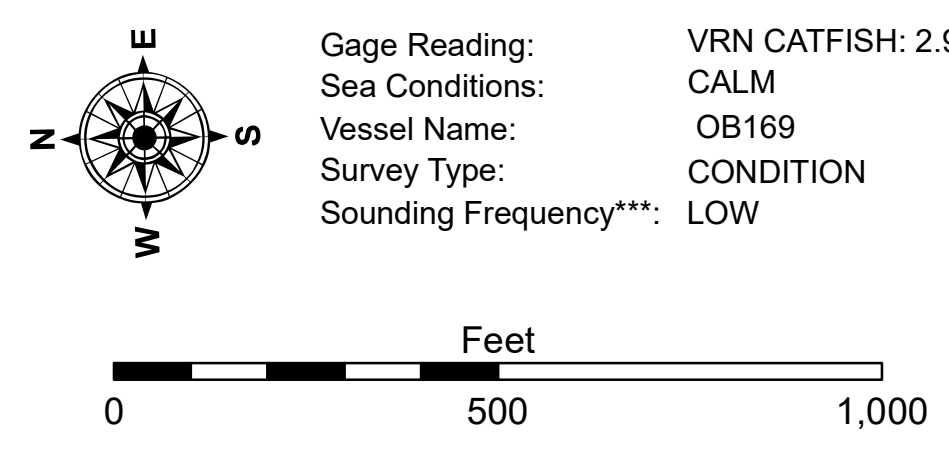 E
N
S
W
Gage Reading: VRN CATFISH: 2.9
Sea Conditions: CALM
Vessel Name: OB169
Survey Type: CONDITION
Sounding Frequency***: LOW
Feet
0 500 1,000